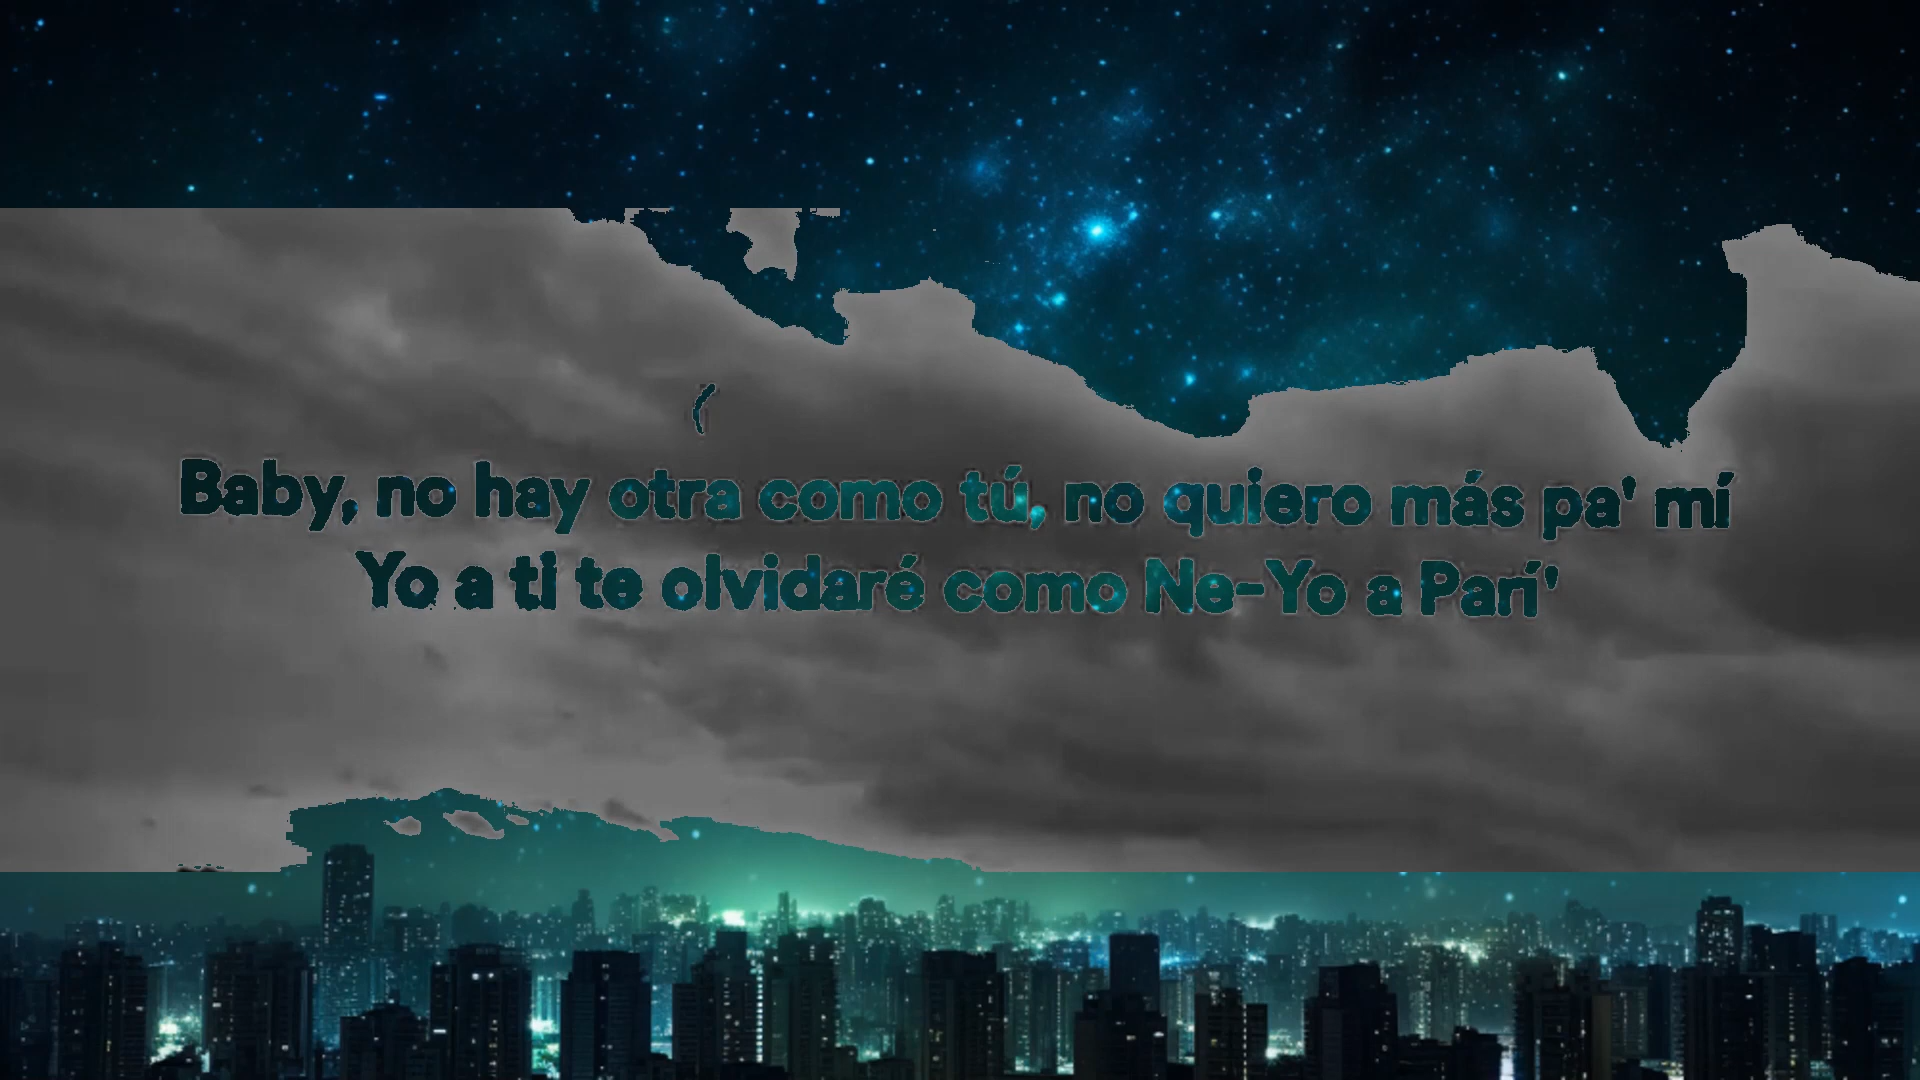 (
Baby, no hay otra como tú, no quiero más pa' mí
Yo a ti te olvidaré como Ne-Yo a Parí'